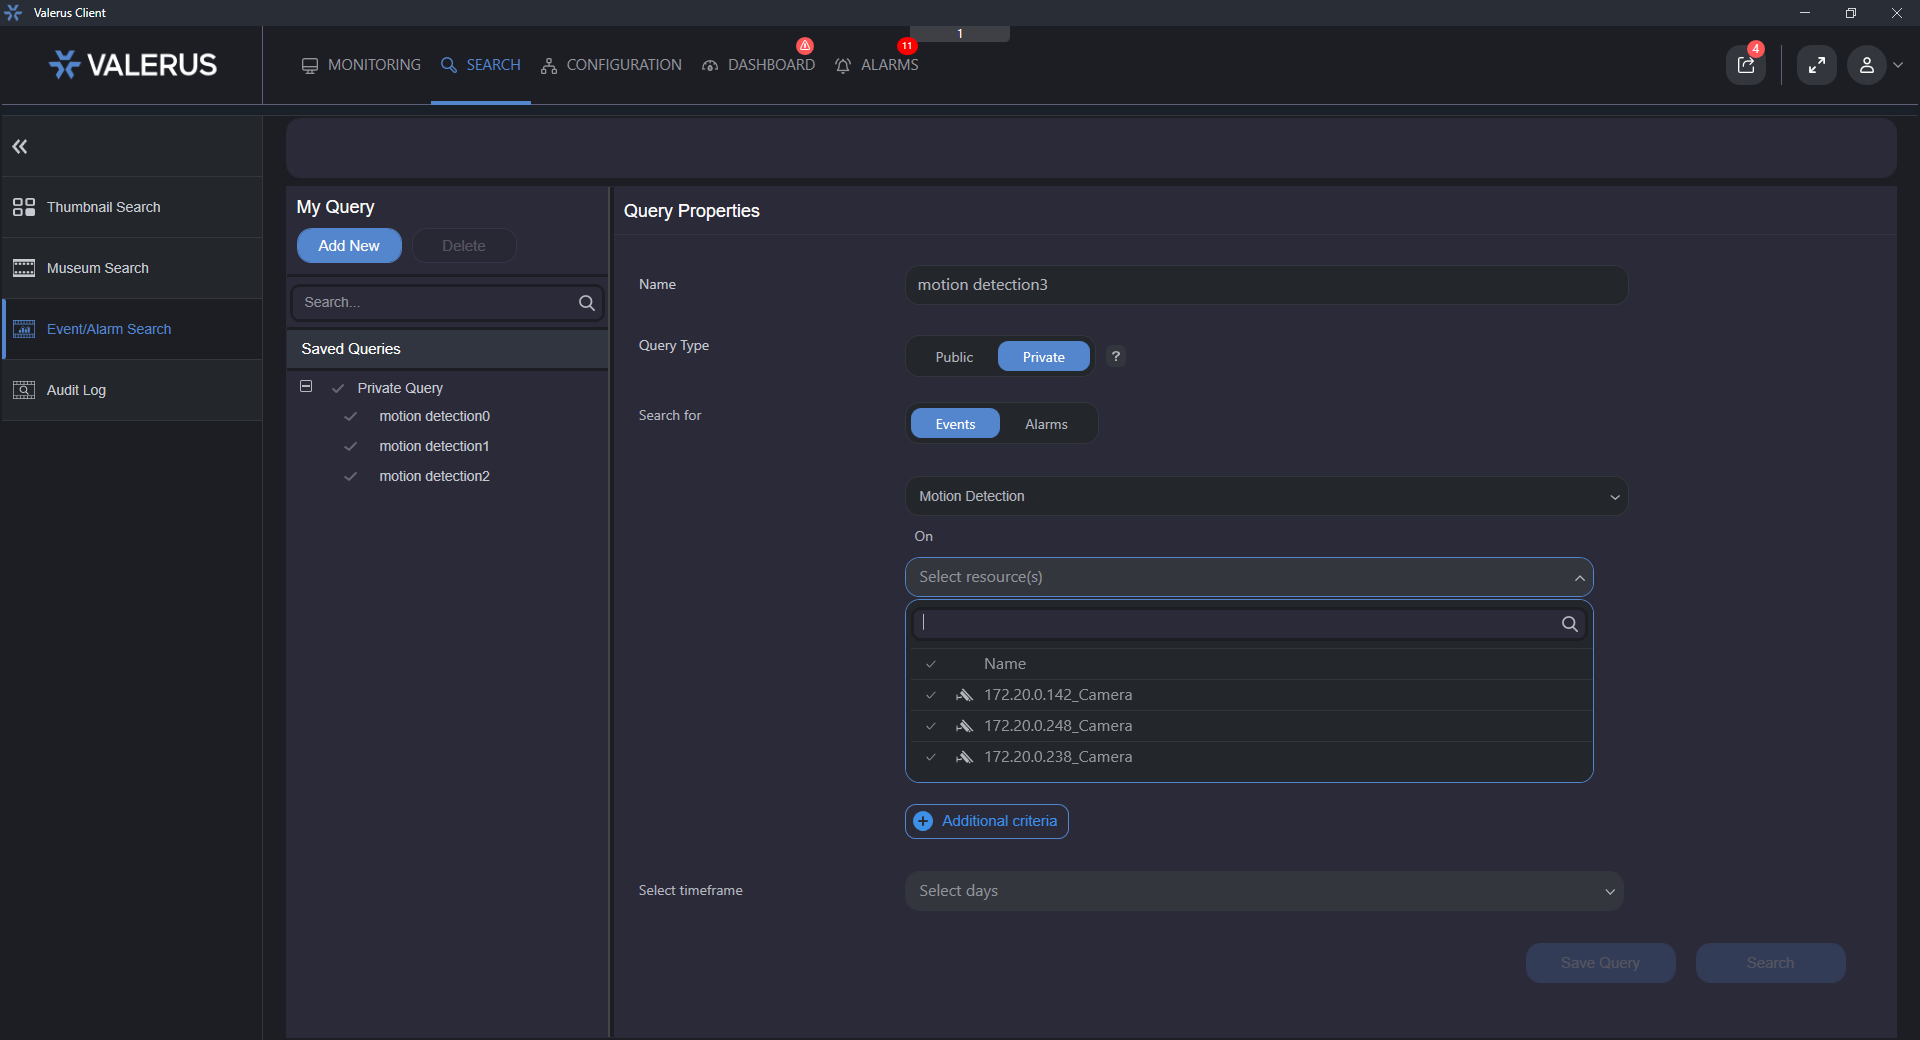 Valerus Client
1
VALERUS
MONITORING
SEARCH
CONFIGURATION
DASHBOARD
11
ALARMS
4
Thumbnail Search
Museum Search
Event/Alarm Search
Audit Log
My Query
Add New
Delete
Search...
Saved Queries
Private Query
motion detection0
motion detection1
motion detection2
Query Properties
Name
motion detection3
Query Type
Public
Private
?
Search for
Events
Alarms
Motion Detection
On
Select resource(s)
Name
172.20.0.142_Camera
172.20.0.248_Camera
172.20.0.238_Camera
Additional criteria
Select timeframe
Select days
Save Query
Search